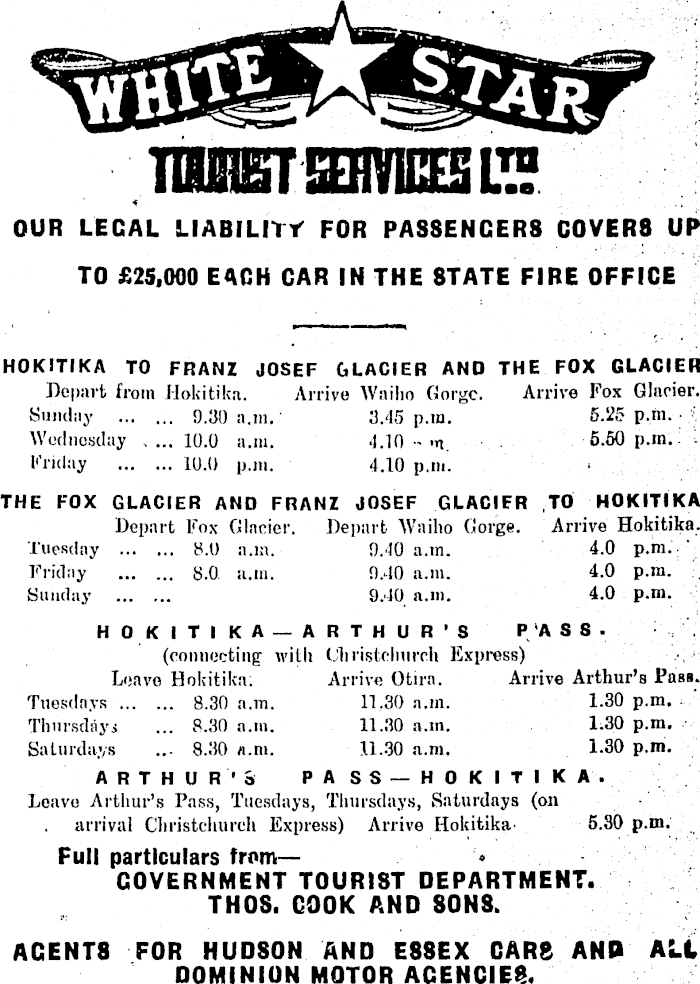 WHITE STAR
TOURIST SERVICES LTD.
OUR LEGAL LIABILITY FOR PASSENGERS COVERS UP
TO £25,000 EACH CAR IN THE STATE FIRE OFFICE
HOKITIKA TO FRANZ JOSEF GLACIER AND THE FOX GLACIER
Depart from Hokitika. Arrive Waiho Gorge. Arrive Fox Glacier.
Sunday ... ... 9.30 a.m. 3.45 p.m. 5.25 p.m.
Wednesday ... 10.0 a.m. 4.10 5.50 p.m.
Friday ... ... 10.0 p.m. 4.10 p.m.
THE FOX GLACIER AND FRANZ JOSEF GLACIER TO HOKITIKA
Depart Fox Glacier. Depart Waiho Gorge. Arrive Hokitika.
Tuesday ... ... 8.0 a.m. 9.40 a.m. 4.0 p.m.
Friday ... ... 8.0 a.m. 9.40 a.m. 4.0 p.m.
Sunday ... ... 9.40 a.m. 4.0 p.m.
HOKITIKA—ARTHUR'S PASS.
(connecting with Christchurch Express)
Leave Hokitika. Arrive Otira. Arrive Arthur's Pass.
Tuesdays ... ... 8.30 a.m. 11.30 a.m. 1.30 p.m.
Thursdays ... 8.30 a.m. 11.30 a.m. 1.30 p.m.
Saturdays ... 8.30 a.m. 11.30 a.m. 1.30 p.m.
ARTHUR'S PASS—HOKITIKA.
Leave Arthur's Pass, Tuesdays, Thursdays, Saturdays (on
arrival Christchurch Express) Arrive Hokitika 5.30 p.m.
Full particulars from—
GOVERNMENT TOURIST DEPARTMENT.
THOS. COOK AND SONS.
AGENTS FOR HUDSON AND ESSEX CARS AND ALL
DOMINION MOTOR AGENCIES.